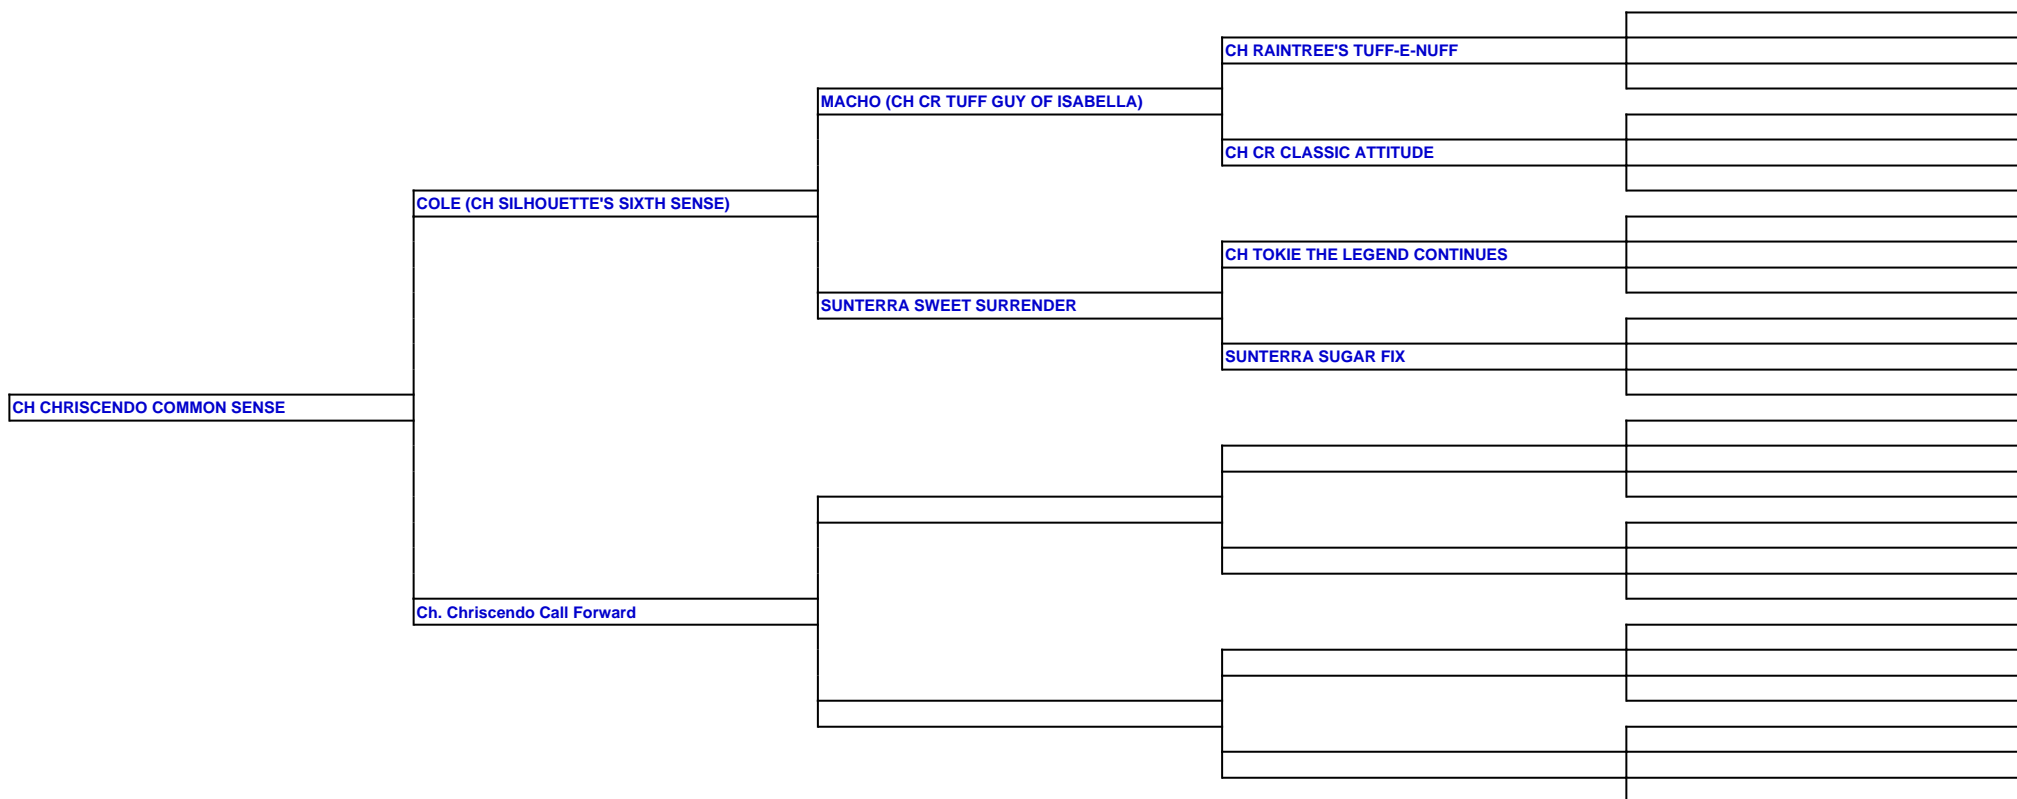 CH RAINTREE'S TUFF-E-NUFF
MACHO (CH CR TUFF GUY OF ISABELLA)
CH CR CLASSIC ATTITUDE
COLE (CH SILHOUETTE'S SIXTH SENSE)
CH TOKIE THE LEGEND CONTINUES
SUNTERRA SWEET SURRENDER
SUNTERRA SUGAR FIX
CH CHRISCENDO COMMON SENSE
Ch. Chriscendo Call Forward